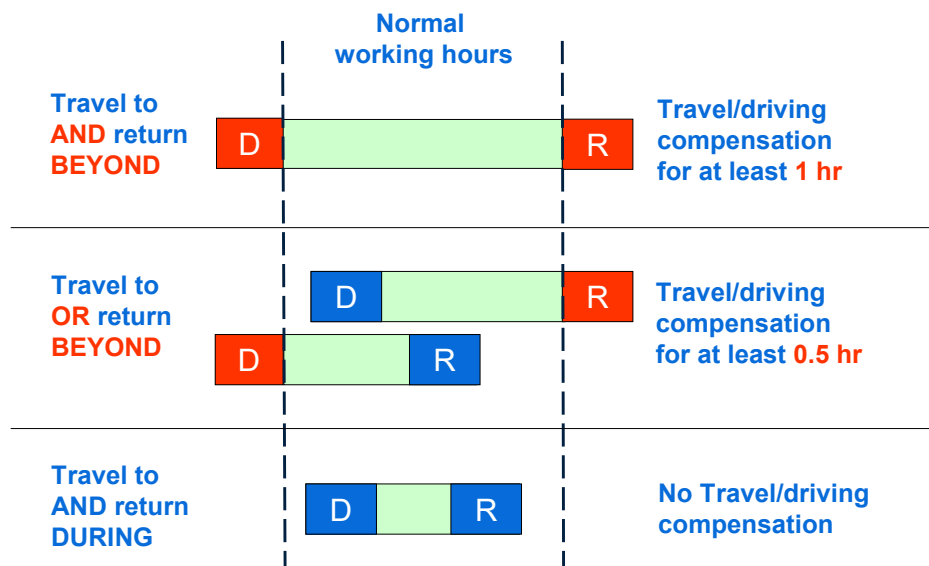 Normal
working hours
Travel to
AND return
BEYOND
D
R
Travel/driving
compensation
for at least 1 hr
Travel to
OR return
BEYOND
D
R
D
R
Travel/driving
compensation
for at least 0.5 hr
Travel to
AND return
DURING
D
R
No Travel/driving
compensation